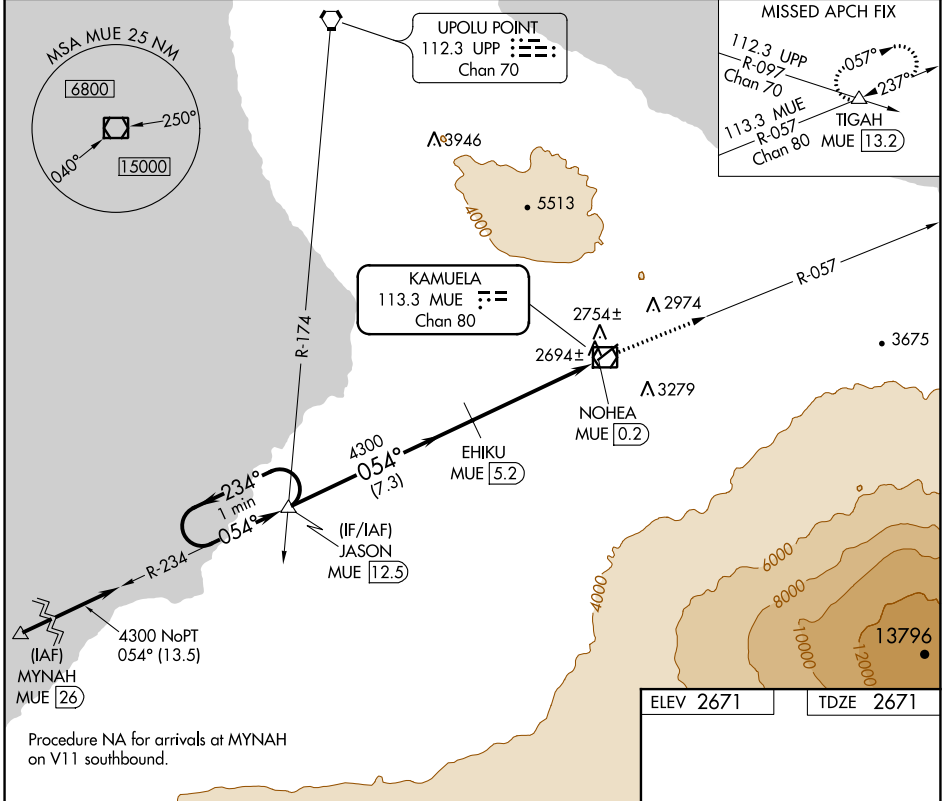 MSA MUE 25 NM
6800
250°
040°
15000
UPOLU POINT
112.3 UPP
Chan 70
MISSED APCH FIX
112.3 UPP
R-097
Chan 70
057°
237°
113.3 MUE
R-057
Chan 80
TIGAH
MUE 13.2
3946
5513
4000
KAMUELA
113.3 MUE
Chan 80
R-174
R-057
2974
2754±
2694±
3675
3279
NOHEA
MUE 0.2
4300
054°
(7.3)
EHIKU
MUE 5.2
234°
1 min
054°
(IF/IAF)
JASON
MUE 12.5
R-234
4300 NoPT
054° (13.5)
(IAF)
MYNAH
MUE 26
4000
6000
8000
10000
12000
13796
Procedure NA for arrivals at MYNAH
on V11 southbound.
ELEV 2671
TDZE 2671